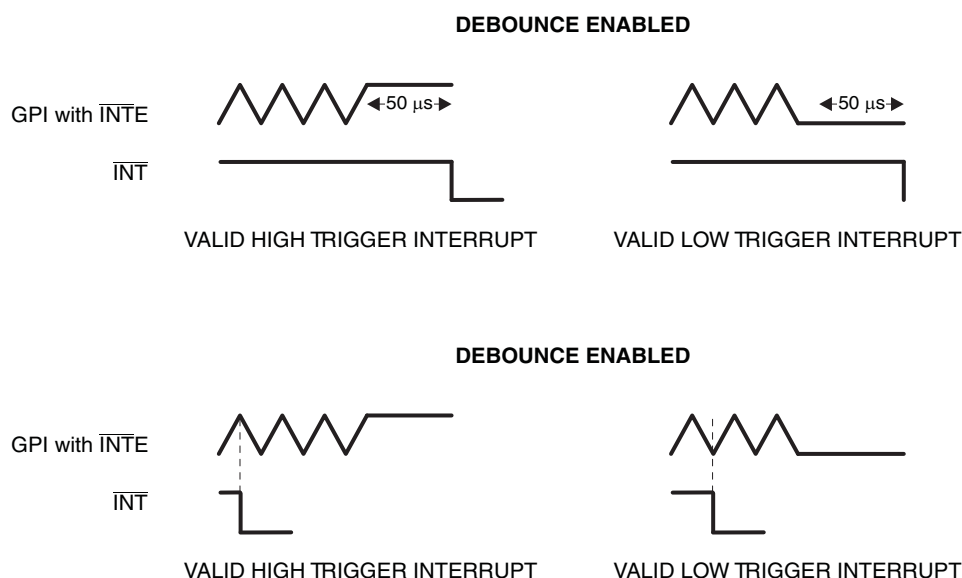 DEBOUNCE ENABLED
GPI with INTE
50 µs
50 µs
INT
VALID HIGH TRIGGER INTERRUPT
VALID LOW TRIGGER INTERRUPT
DEBOUNCE ENABLED
GPI with INTE
INT
VALID HIGH TRIGGER INTERRUPT
VALID LOW TRIGGER INTERRUPT